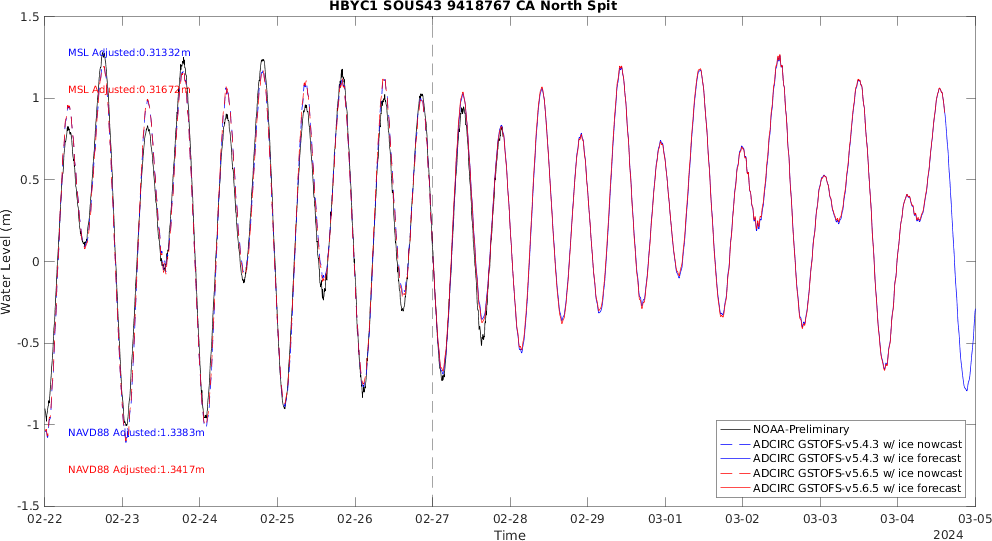 HBYC1 SOUS43 9418767 CA North Spit
1.5
1
0.5
0
-0.5
-1
-1.5
Water Level (m)
MSL Adjusted:0.31332m
MSL Adjusted:0.31672m
NAVD88 Adjusted:1.3383m
NAVD88 Adjusted:1.3417m
NOAA-Preliminary
ADCIRC GSTOFS-v5.4.3 w/ ice nowcast
ADCIRC GSTOFS-v5.4.3 w/ ice forecast
ADCIRC GSTOFS-v5.6.5 w/ ice nowcast
ADCIRC GSTOFS-v5.6.5 w/ ice forecast
02-22 02-23 02-24 02-25 02-26 02-27 02-28 02-29 03-01 03-02 03-03 03-04 03-05
Time
2024